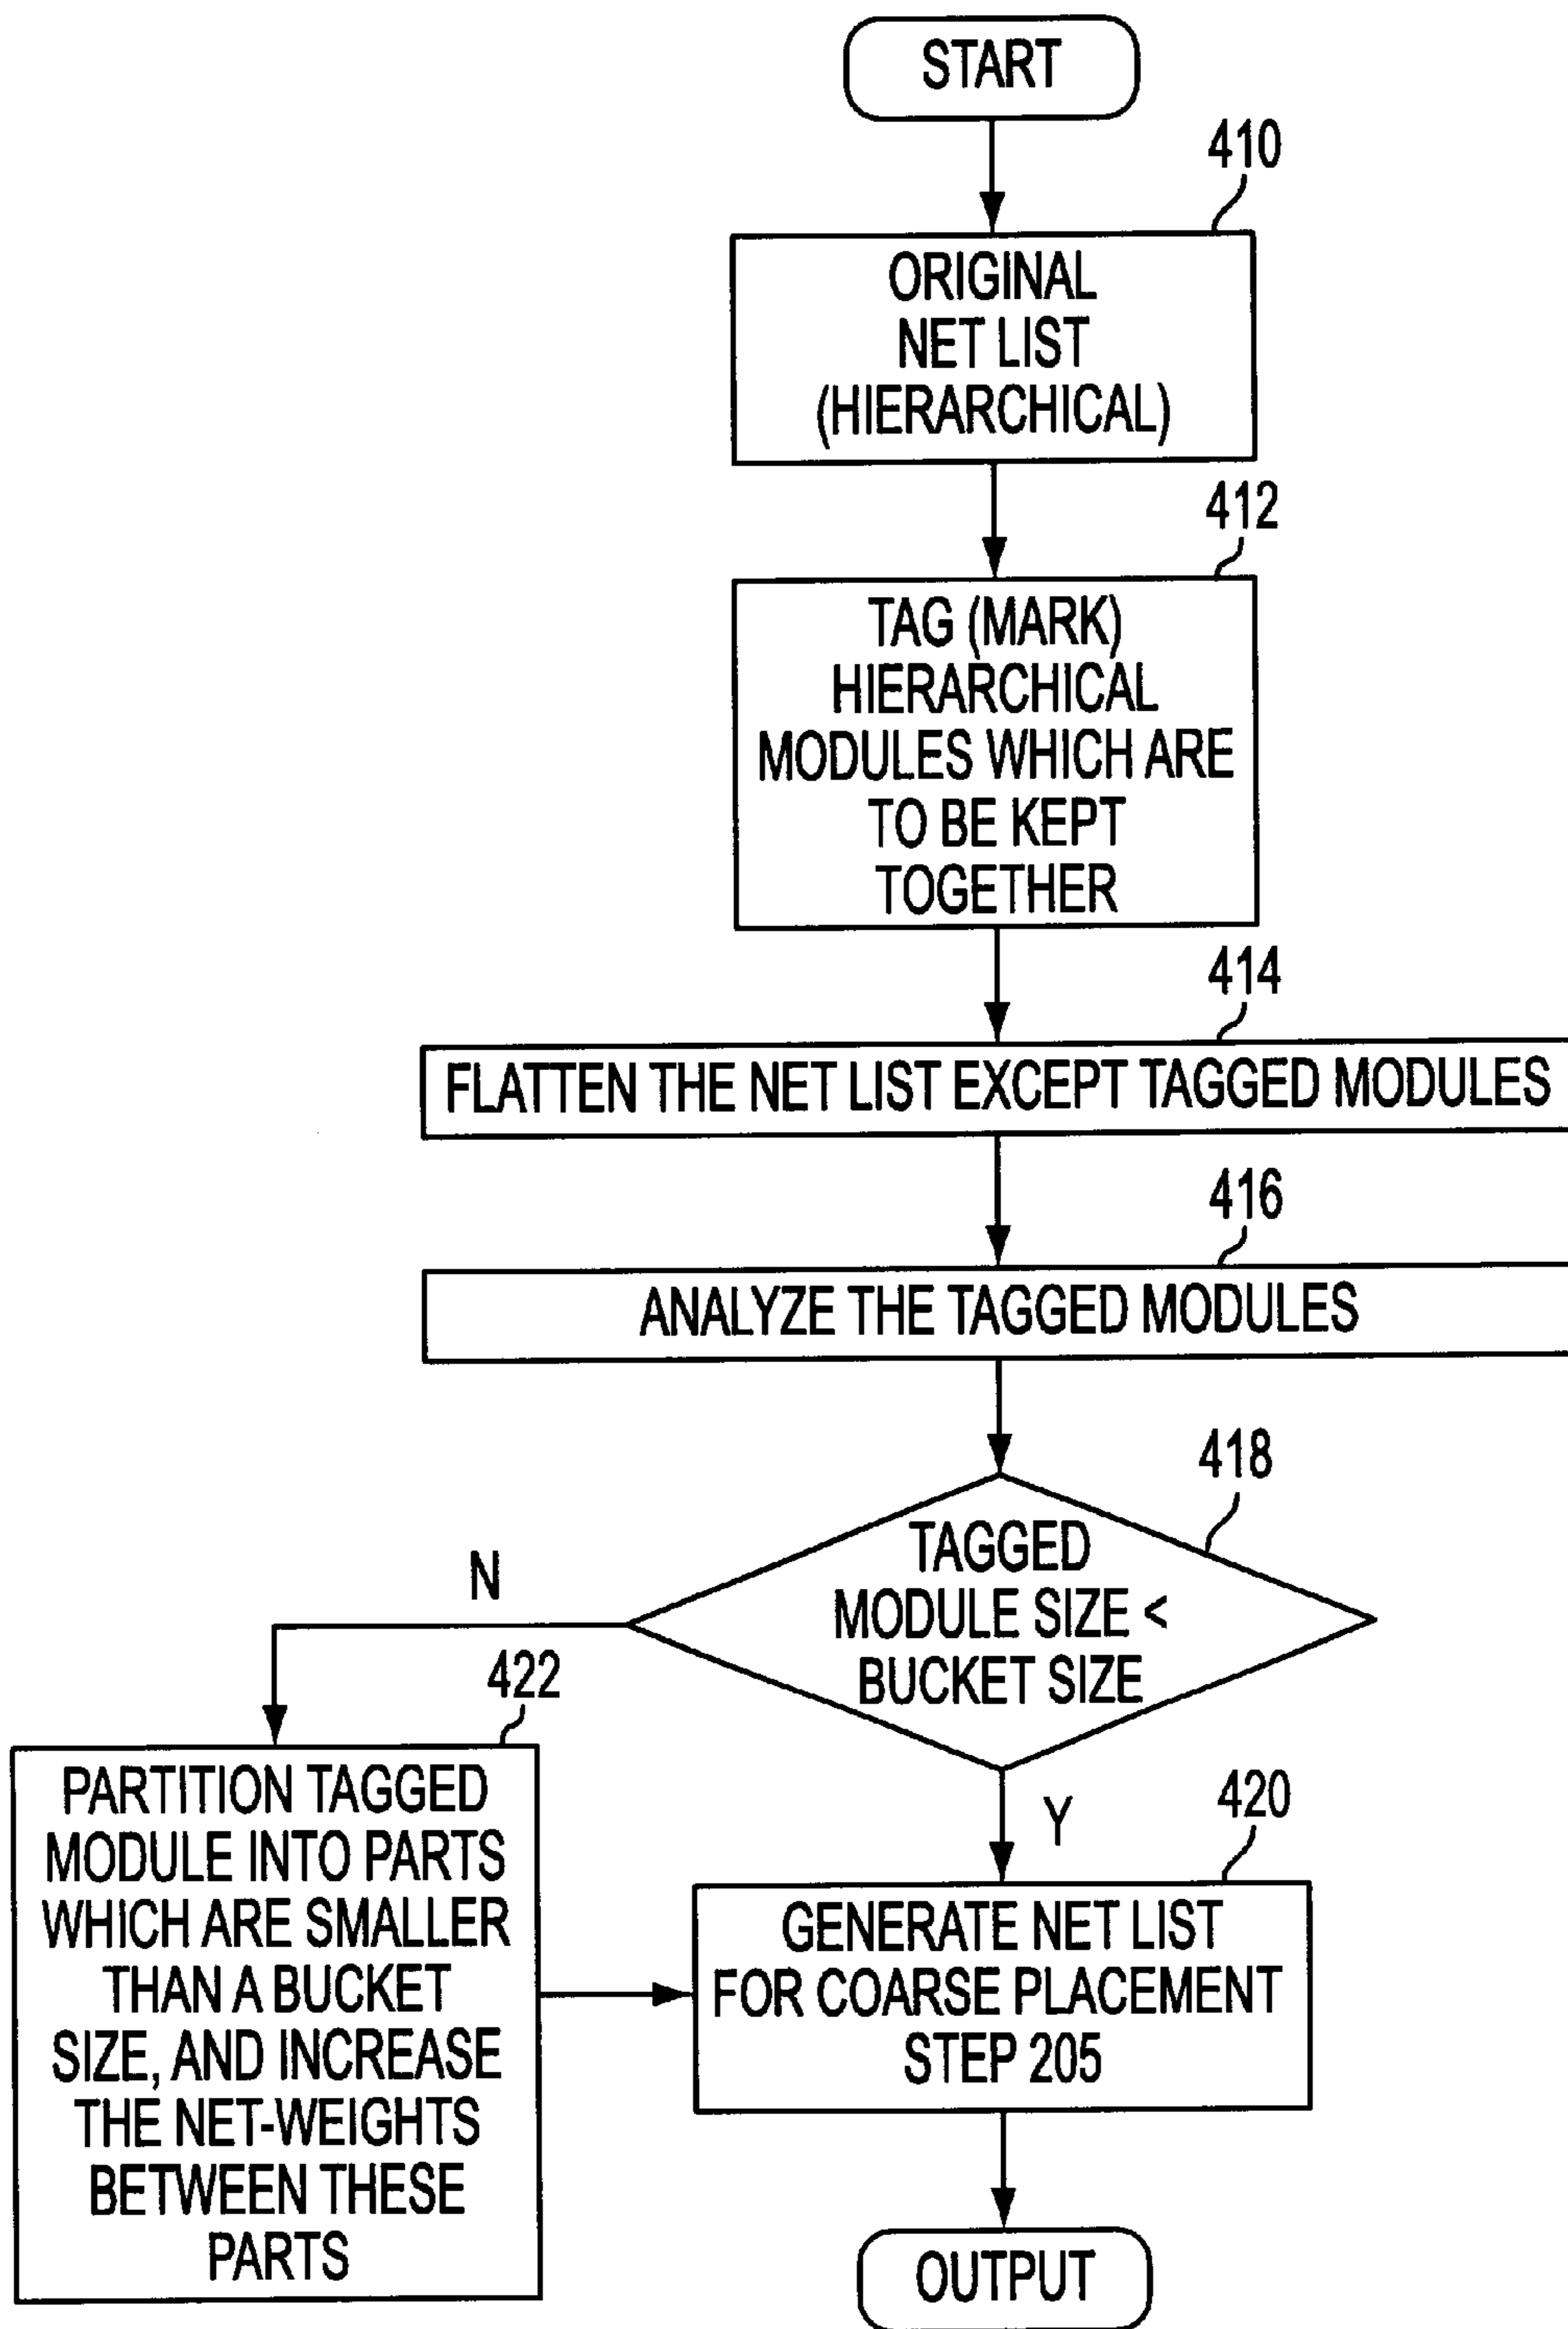 START
410
ORIGINAL
NET LIST
(HIERARCHICAL)
412
TAG (MARK)
HIERARCHICAL
MODULES WHICH ARE
TO BE KEPT
TOGETHER
414
FLATTEN THE NET LIST EXCEPT TAGGED MODULES
416
ANALYZE THE TAGGED MODULES
418
TAGGED
MODULE SIZE <
BUCKET SIZE
N
422
PARTITION TAGGED
MODULE INTO PARTS
WHICH ARE SMALLER
THAN A BUCKET
SIZE, AND INCREASE
THE NET-WEIGHTS
BETWEEN THESE
PARTS
Y
420
GENERATE NET LIST
FOR COARSE PLACEMENT
STEP 205
OUTPUT